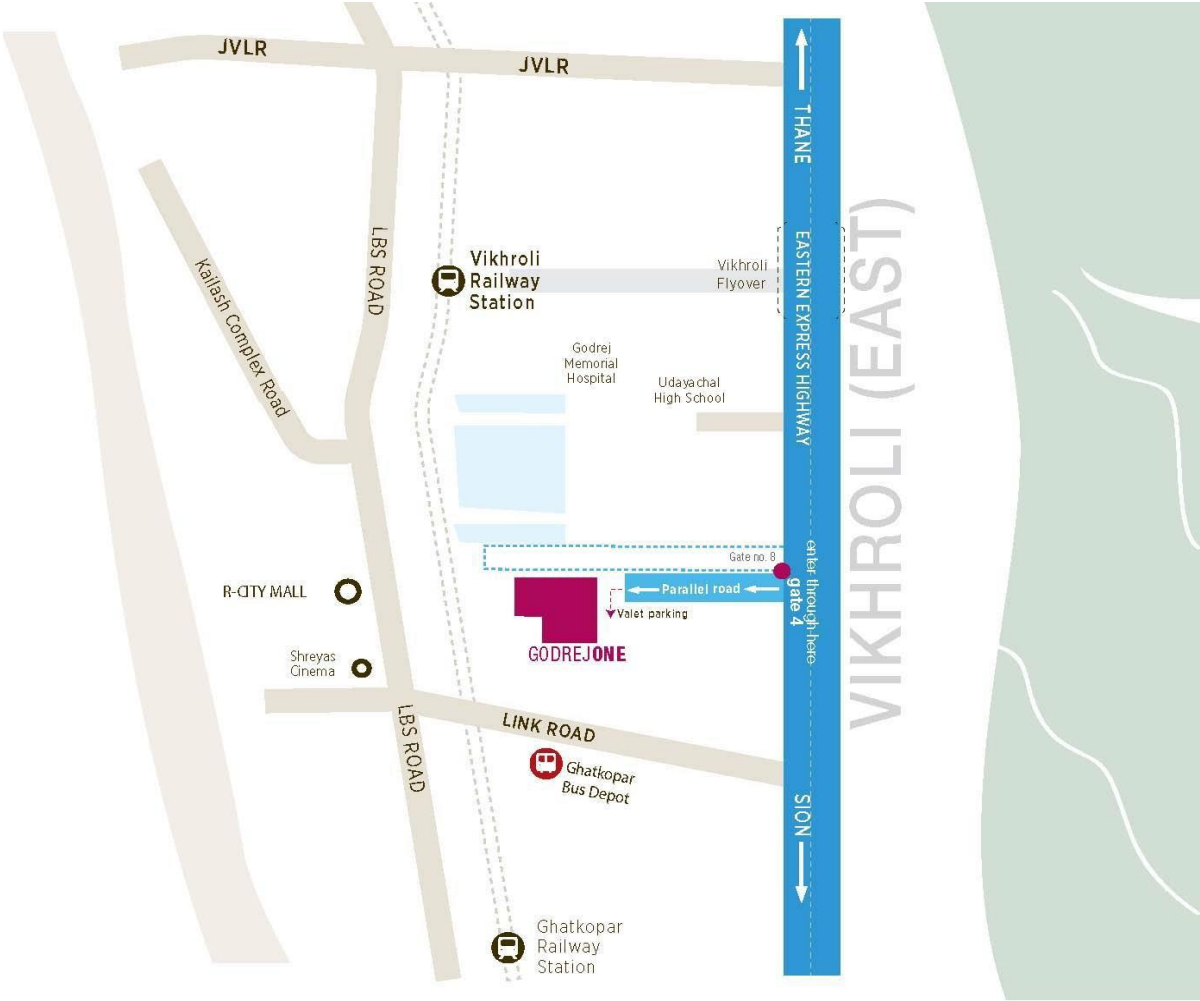 JVLR
JVLR
THANE
LBS ROAD
Kailash Complex Road
Vikhroli
Railway
Station
Vikhroli
Flyover
EASTERN EXPRESS HIGHWAY
VIKHROLI (EAST)
Godrej
Memorial
Hospital
Udayachal
High School
Gate no. 8
enter through here
gate 4
Parallel road
Valet parking
R-CITY MALL
GODREJONE
Shreyas
Cinema
LBS ROAD
LINK ROAD
Ghatkopar
Bus Depot
SION
Ghatkopar
Railway
Station